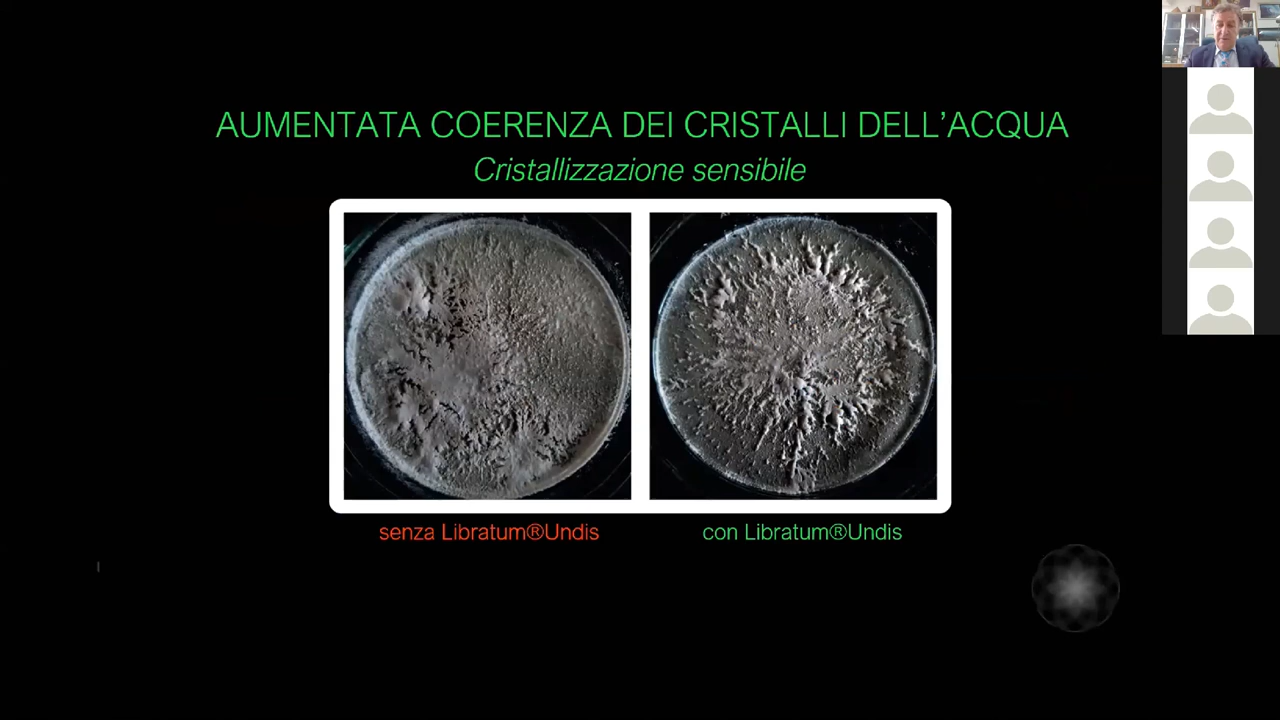 AUMENTATA COERENZA DEI CRISTALLI DELL’ACQUA
Cristallizzazione sensibile
senza Libratum®Undis
con Libratum®Undis